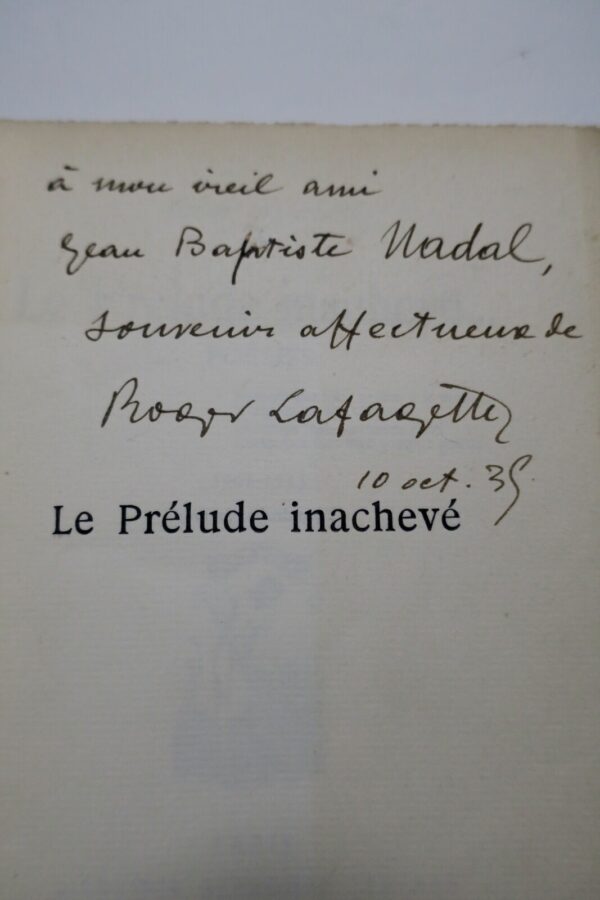 à mon vieil ami
Jean Baptiste Nadal,
souvenir affectueux de
Roger Lafagette
10 oct. 35
Le Prélude inachevé